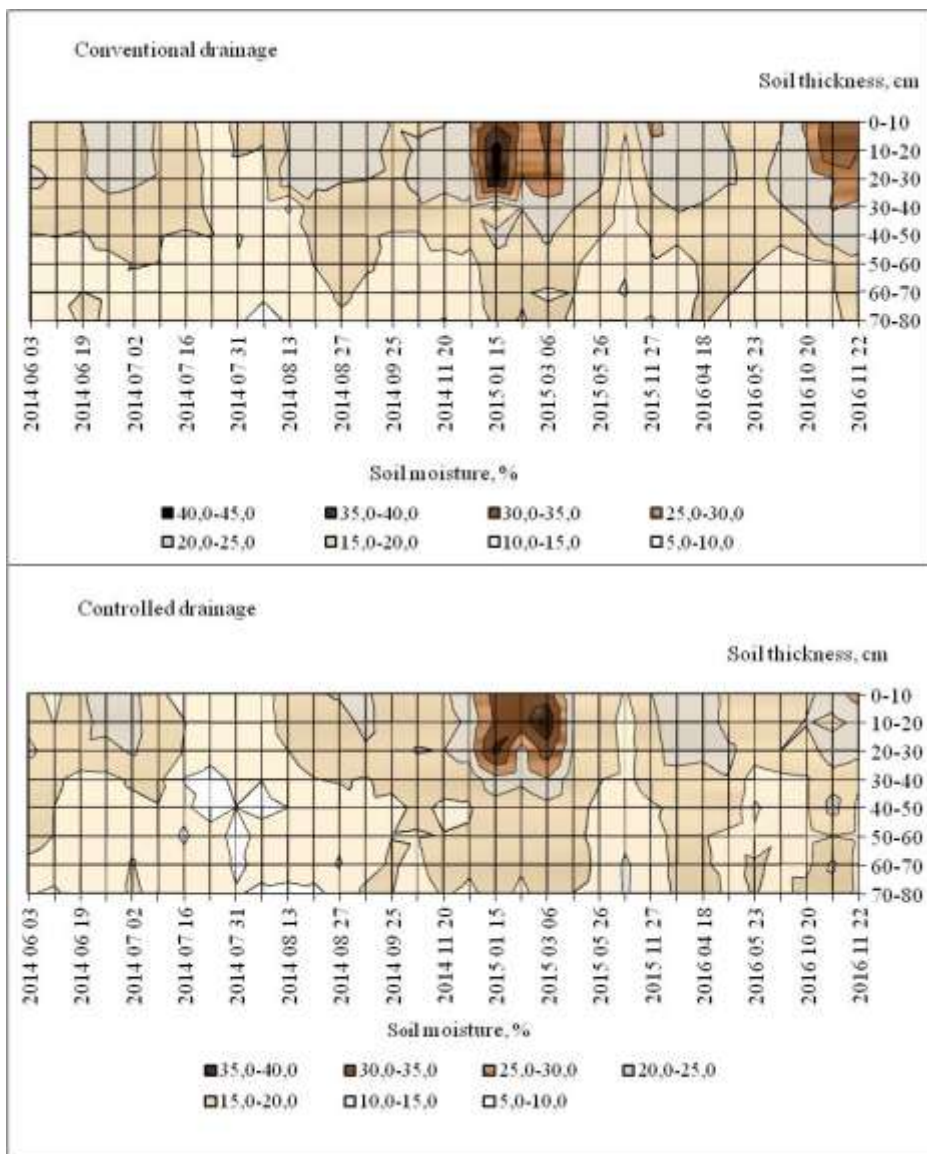 Conventional drainage
Soil thickness, cm
0-10
10-20
20-30
30-40
40-50
50-60
60-70
70-80
2014 06 03
2014 06 19
2014 07 02
2014 07 16
2014 07 31
2014 08 13
2014 08 27
2014 09 25
2014 11 20
2015 01 15
2015 03 06
2015 05 26
2015 11 27
2016 04 18
2016 05 23
2016 10 20
2016 11 22
Soil moisture, %
40,0-45,0 35,0-40,0 30,0-35,0 25,0-30,0
20,0-25,0 15,0-20,0 10,0-15,0 5,0-10,0
Controlled drainage
Soil thickness, cm
0-10
10-20
20-30
30-40
40-50
50-60
60-70
70-80
2014 06 03
2014 06 19
2014 07 02
2014 07 16
2014 07 31
2014 08 13
2014 08 27
2014 09 25
2014 11 20
2015 01 15
2015 03 06
2015 05 26
2015 11 27
2016 04 18
2016 05 23
2016 10 20
2016 11 22
Soil moisture, %
35,0-40,0 30,0-35,0 25,0-30,0 20,0-25,0
15,0-20,0 10,0-15,0 5,0-10,0